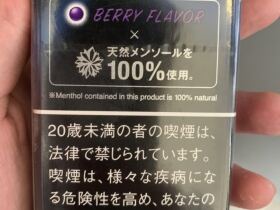 BERRY FLAVOR
×
天然メンソールを
100%使用。
※Menthol contained in this product is 100% natural
20歳未満の者の喫煙は、
法律で禁じられています。
喫煙は、様々な疾病にな
る危険性を高め、あなたの